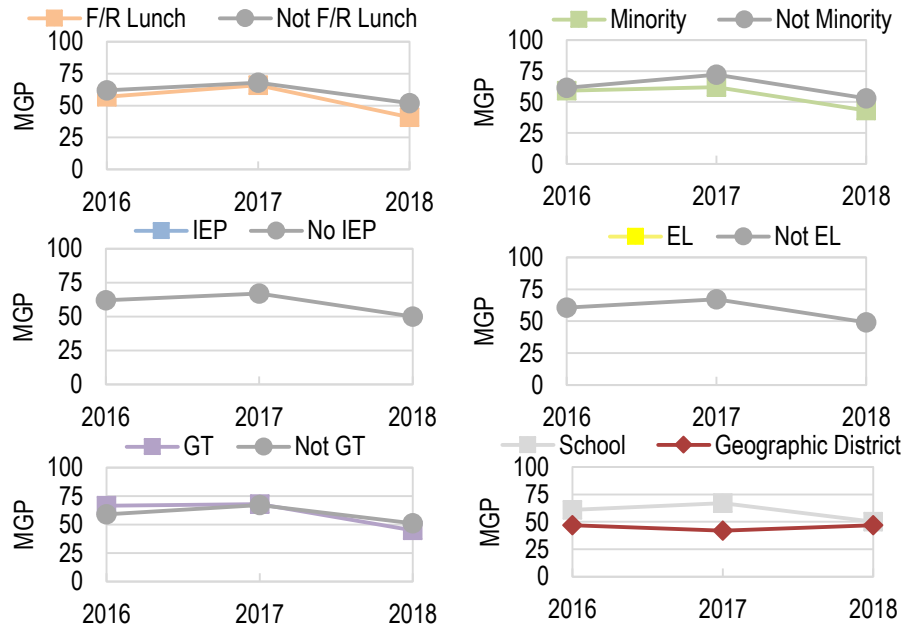 F/R Lunch Not F/R Lunch
100
75
50
25
0
MGP
2016 2017 2018
Minority Not Minority
100
75
50
25
0
MGP
2016 2017 2018
IEP No IEP
100
75
50
25
0
MGP
2016 2017 2018
EL Not EL
100
75
50
25
0
MGP
2016 2017 2018
GT Not GT
100
75
50
25
0
MGP
2016 2017 2018
School Geographic District
100
75
50
25
0
MGP
2016 2017 2018